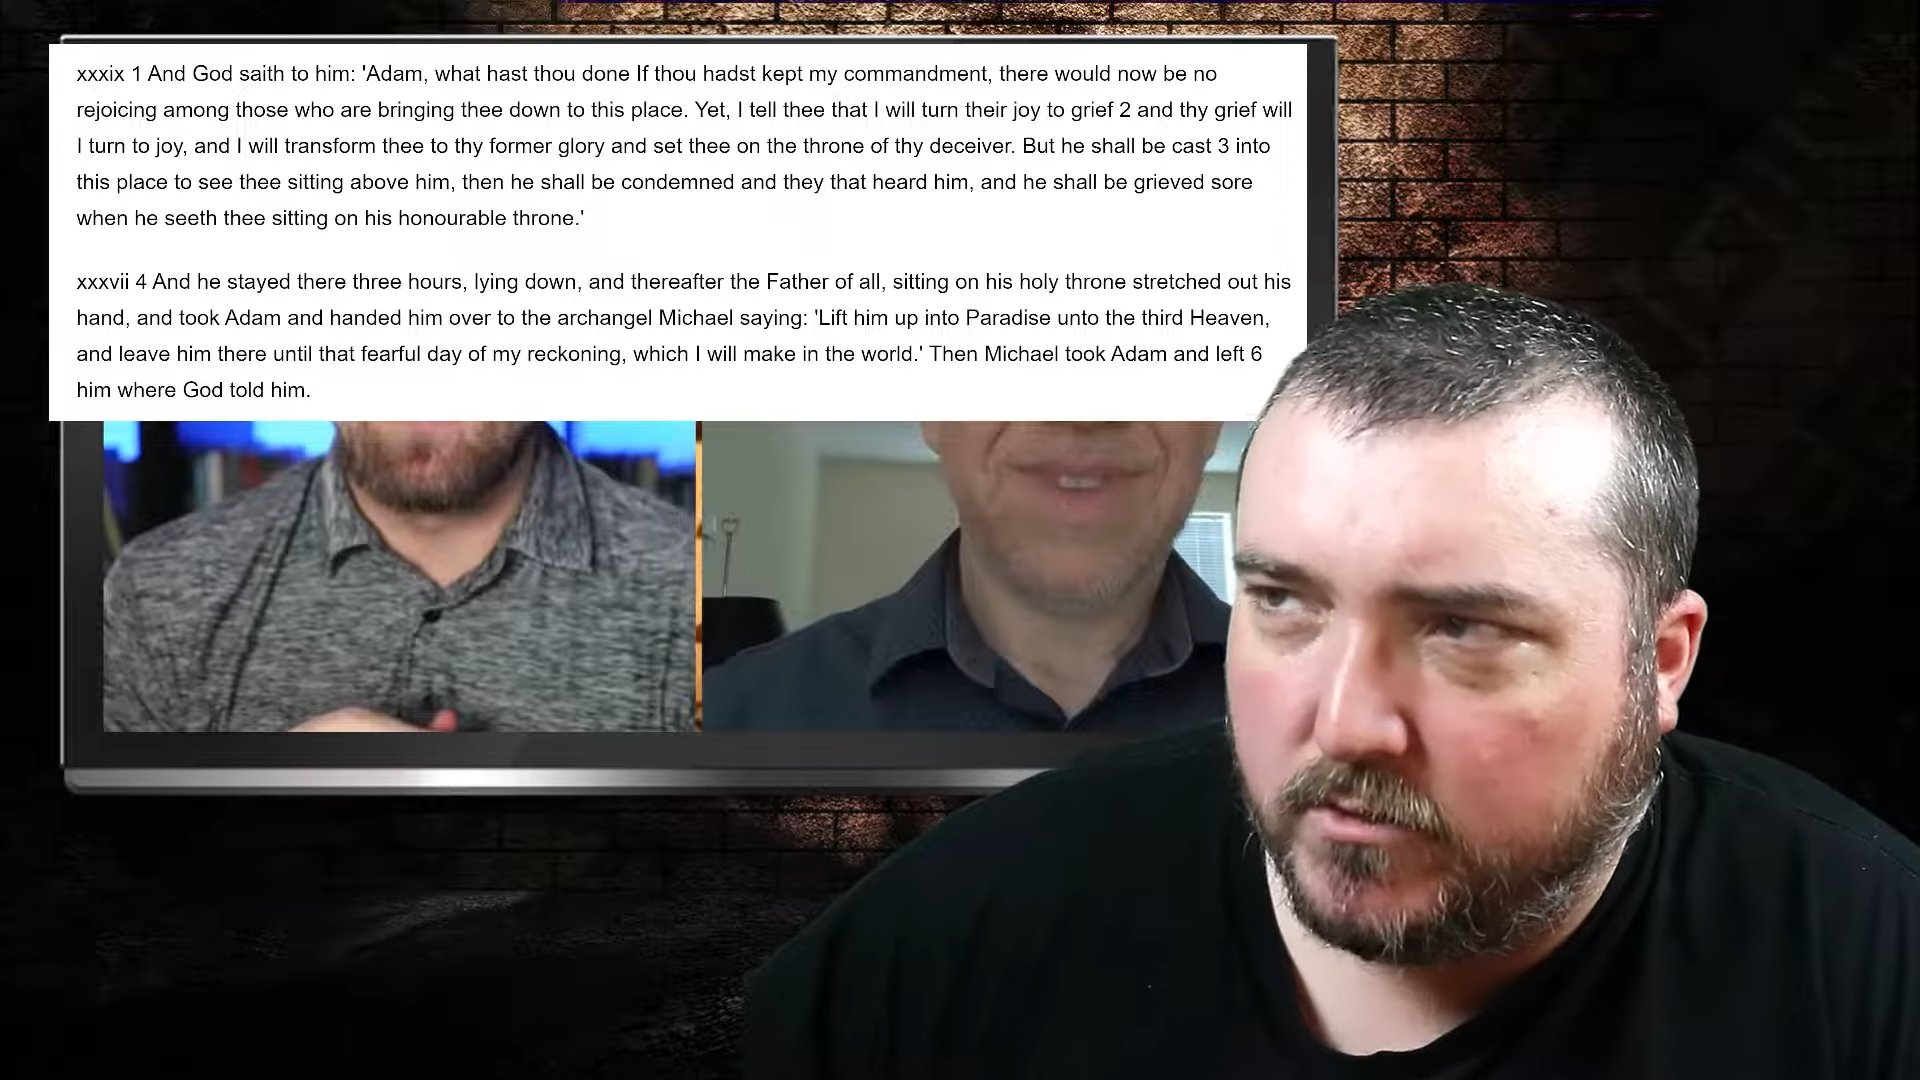 xxxix 1 And God saith to him: 'Adam, what hast thou done If thou hadst kept my commandment, there would now be no
rejoicing among those who are bringing thee down to this place. Yet, I tell thee that I will turn their joy to grief 2 and thy grief will
I turn to joy, and I will transform thee to thy former glory and set thee on the throne of thy deceiver. But he shall be cast 3 into
this place to see thee sitting above him, then he shall be condemned and they that heard him, and he shall be grieved sore
when he seeth thee sitting on his honourable throne.'
xxxvii 4 And he stayed there three hours, lying down, and thereafter the Father of all, sitting on his holy throne stretched out his
hand, and took Adam and handed him over to the archangel Michael saying: 'Lift him up into Paradise unto the third Heaven,
and leave him there until that fearful day of my reckoning, which I will make in the world.' Then Michael took Adam and left 6
him where God told him.